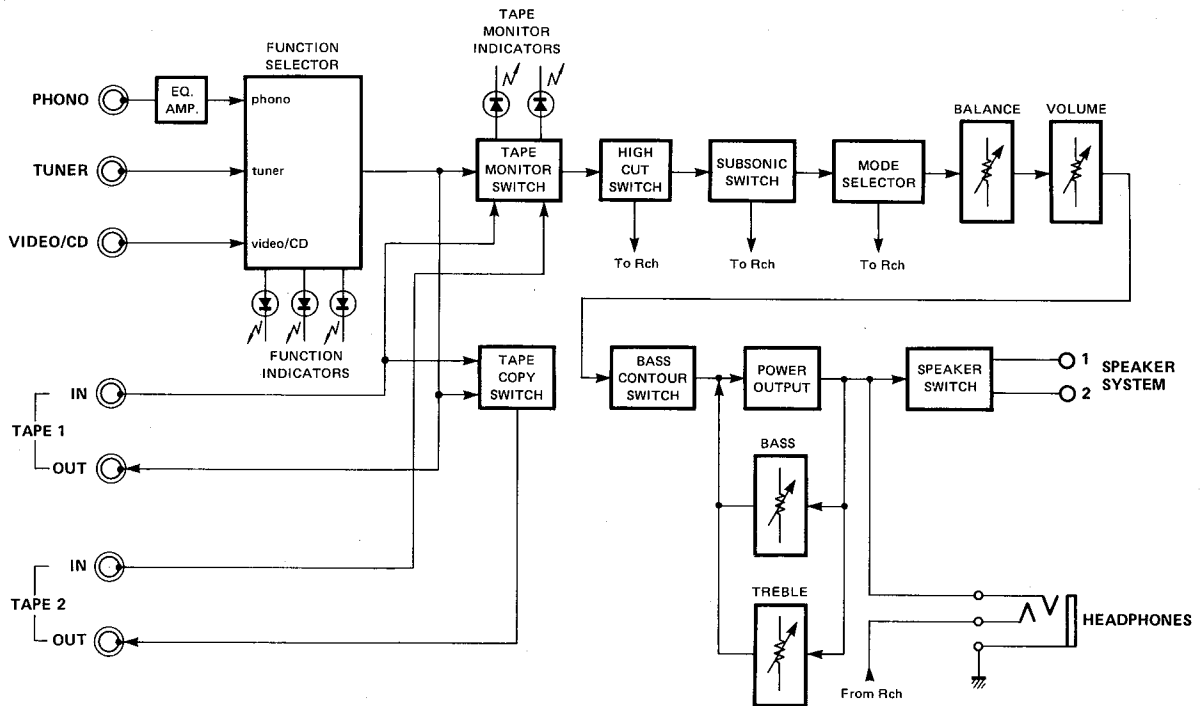 TAPE
MONITOR
INDICATORS
FUNCTION
SELECTOR
PHONO
EQ.
AMP.
phono
BALANCE
VOLUME
TUNER
tuner
TAPE
MONITOR
SWITCH
HIGH
CUT
SWITCH
SUBSONIC
SWITCH
MODE
SELECTOR
VIDEO/CD
video/CD
To Rch
To Rch
To Rch
FUNCTION
INDICATORS
TAPE
COPY
SWITCH
BASS
CONTOUR
SWITCH
POWER
OUTPUT
SPEAKER
SWITCH
1
2
SPEAKER
SYSTEM
IN
TAPE 1
OUT
BASS
IN
TAPE 2
OUT
TREBLE
HEADPHONES
From Rch